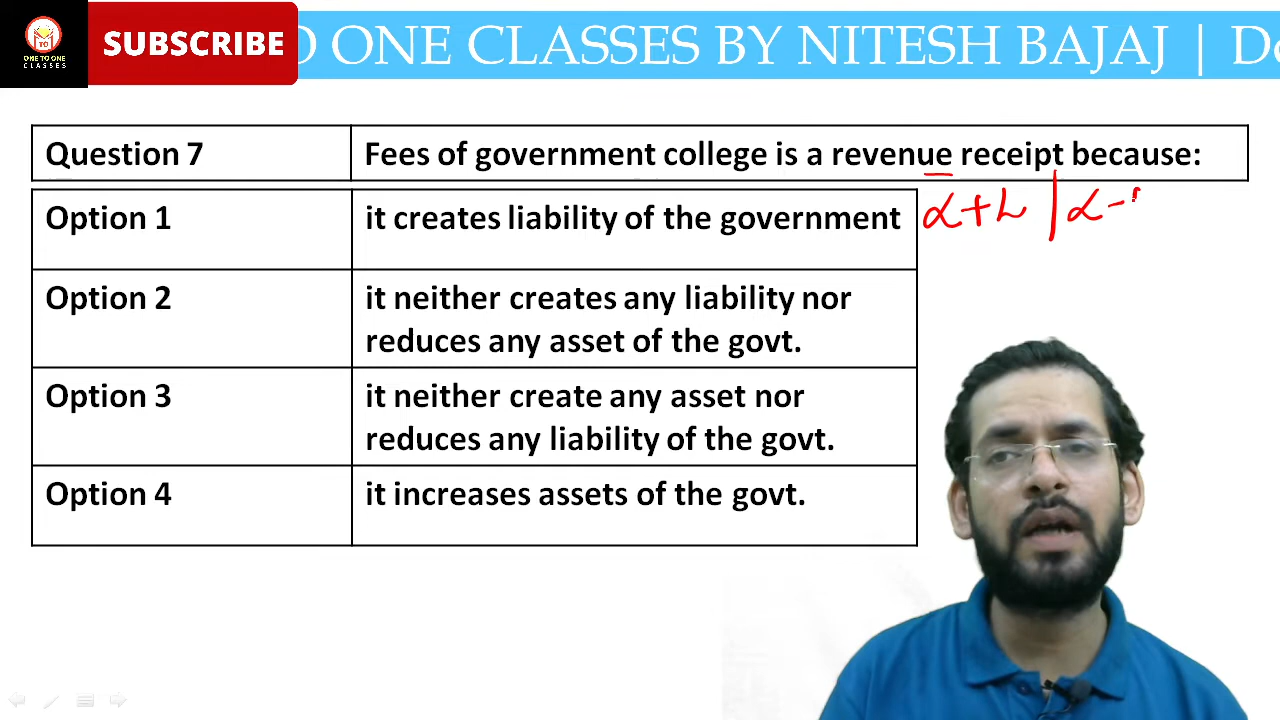 ONE TO ONE
CLASSES
SUBSCRIBE
O ONE CLASSES BY NITESH BAJAJ | Do
Question 7
Fees of government college is a revenue receipt because:
Option 1
it creates liability of the government
Option 2
it neither creates any liability nor
reduces any asset of the govt.
Option 3
it neither create any asset nor
reduces any liability of the govt.
Option 4
it increases assets of the govt.